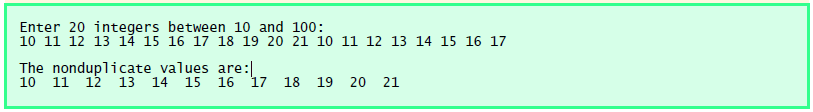 Enter 20 integers between 10 and 100:
10 11 12 13 14 15 16 17 18 19 20 21 10 11 12 13 14 15 16 17
The nonduplicate values are:
10 11 12 13 14 15 16 17 18 19 20 21